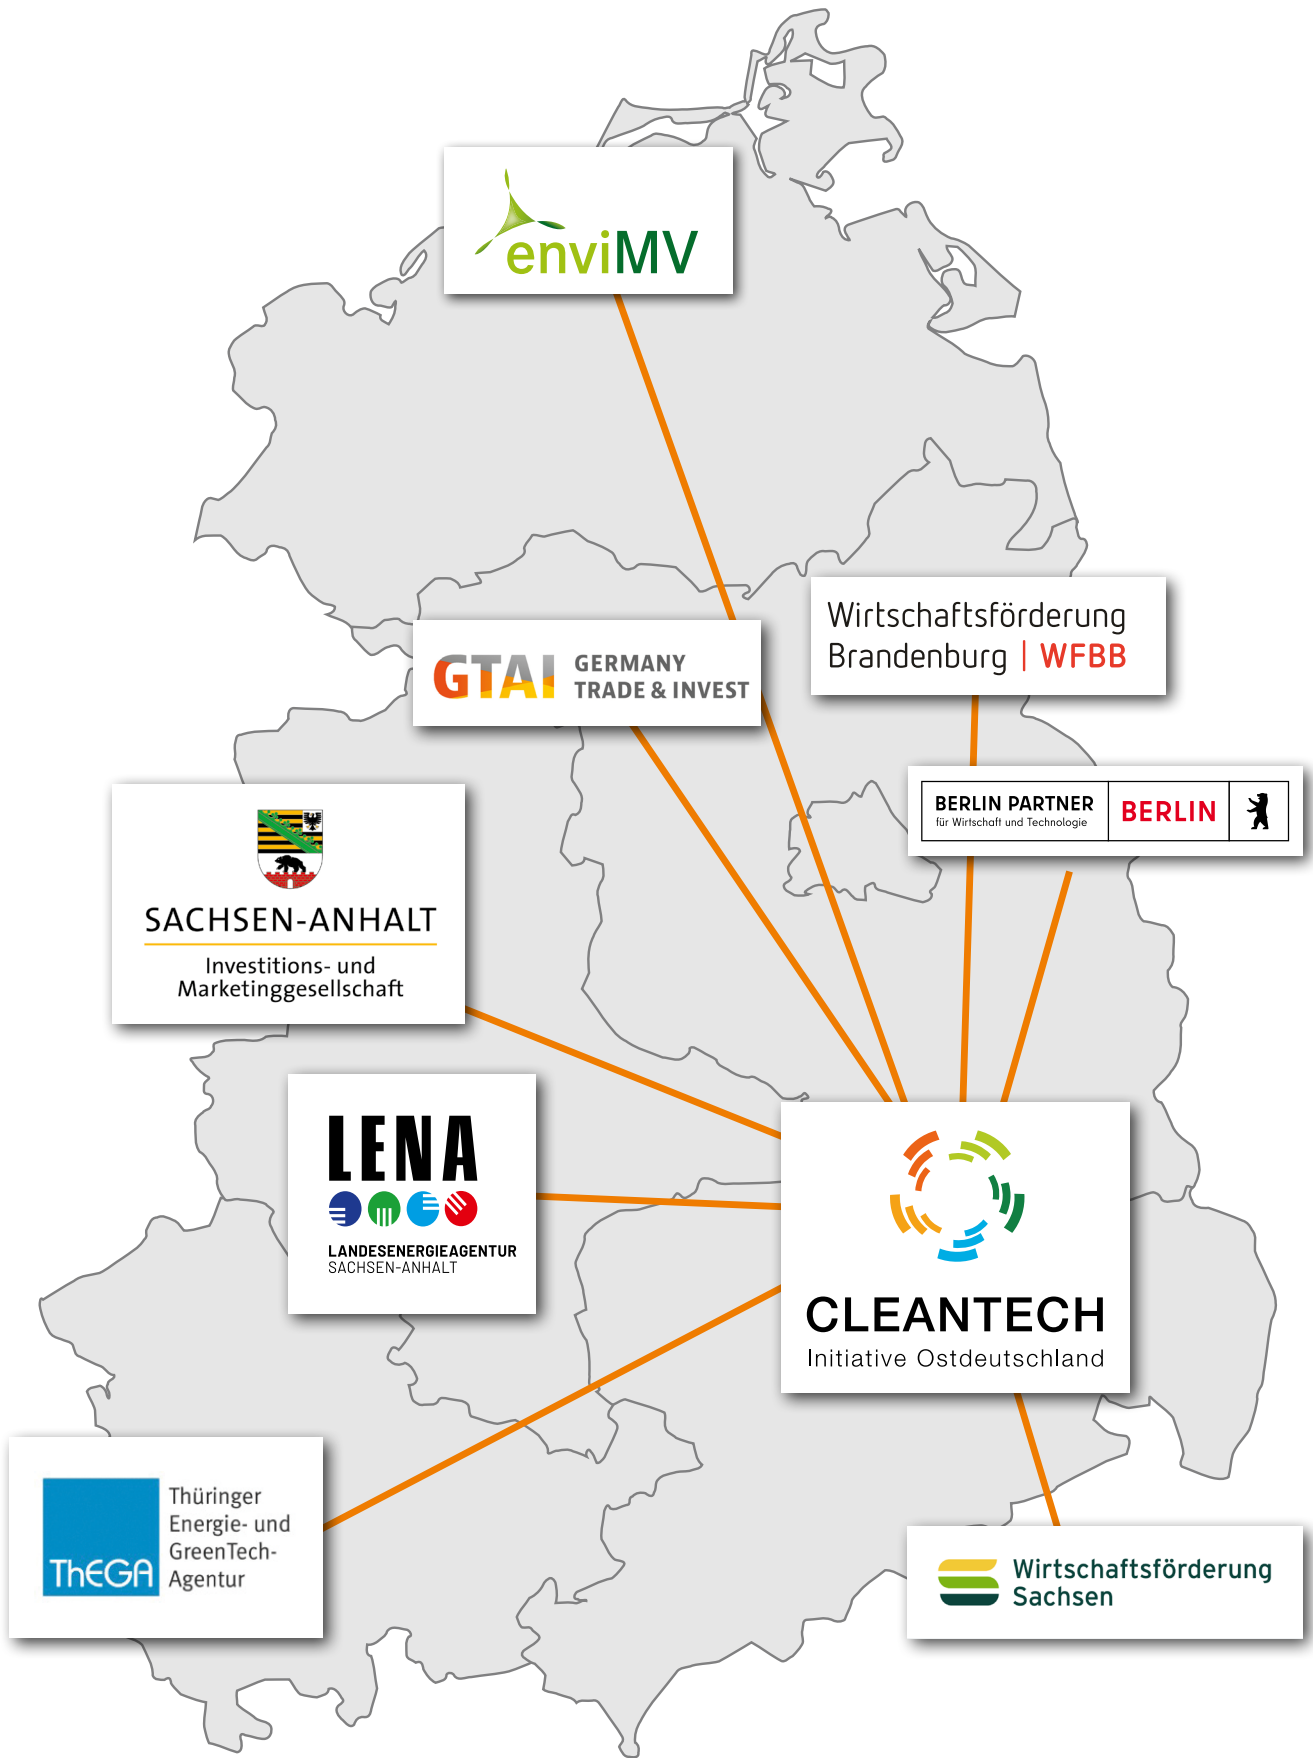 enviMV
Wirtschaftsförderung
Brandenburg | WFBB
GTAI GERMANY
TRADE & INVEST
BERLIN PARTNER
für Wirtschaft und Technologie
BERLIN
SACHSEN-ANHALT
Investitions- und
Marketinggesellschaft
LENA
LANDESENERGIEAGENTUR
SACHSEN-ANHALT
CLEANTECH
Initiative Ostdeutschland
ThEGA
Thüringer
Energie- und
GreenTech-
Agentur
Wirtschaftsförderung
Sachsen